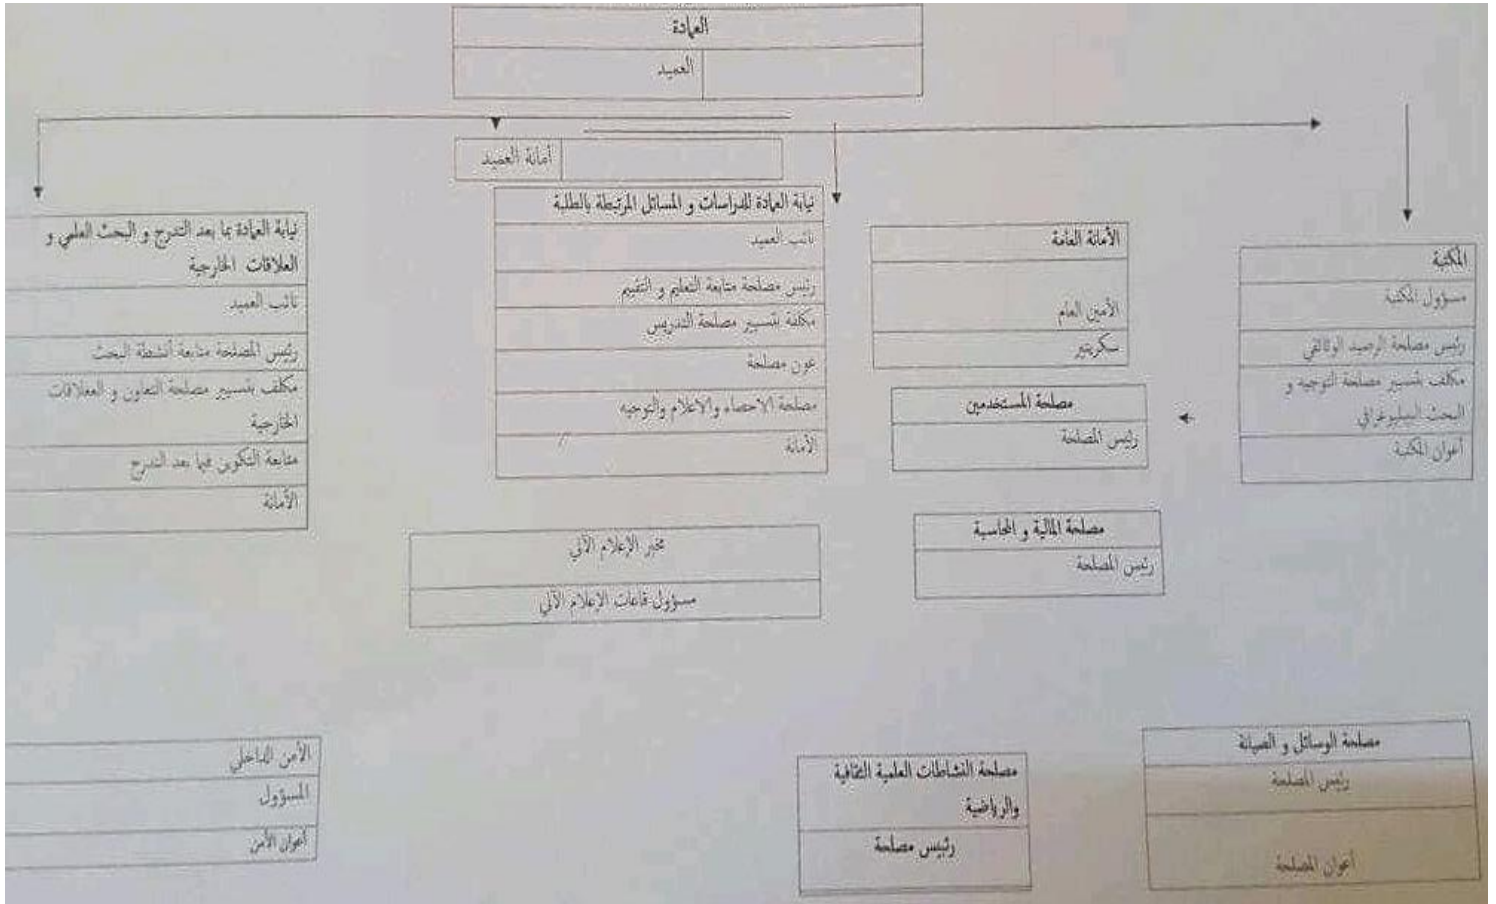 العمادة
العميد
أمانة العميد
المكتبة
مسؤول المكتبة
رئيس مصلحة الرصيد الوثائقي
مكلف بتسيير مصلحة التوجيه و
البحث البيبليوغرافي
أعوان المكتبة
الأمانة العامة
الأمين العام
سكريتير
مصلحة المستخدمين
رئيس المصلحة
مصلحة المالية و المحاسبة
رئيس المصلحة
نيابة العمادة للدراسات و المسائل المرتبطة بالطلبة
نائب العميد
رئيس مصلحة متابعة التعليم و التقييم
مكلفة بتسيير مصلحة التدريس
عون مصلحة
مصلحة الاحصاء والاعلام والتوجيه
الأمانة
نيابة العمادة بما بعد التدرج و البحث العلمي و
العلاقات الخارجية
نائب العميد
رئيس المصلحة متابعة أنشطة البحث
مكلف بتسيير مصلحة التعاون و العغلاقات
الخارجية
متابعة التكوين فيما بعد التدرج
الأمانة
مخبر الإعلام الآلي
مسؤول قاعات الإعلام الآلي
مصلحة الوسائل و الصيانة
رئيس المصلحة
أعوان المصلحة
مصلحة النشاطات العلمية الثقافية
والرياضية
رئيس مصلحة
الأمن الداخلي
المسؤول
أعوان الأمن